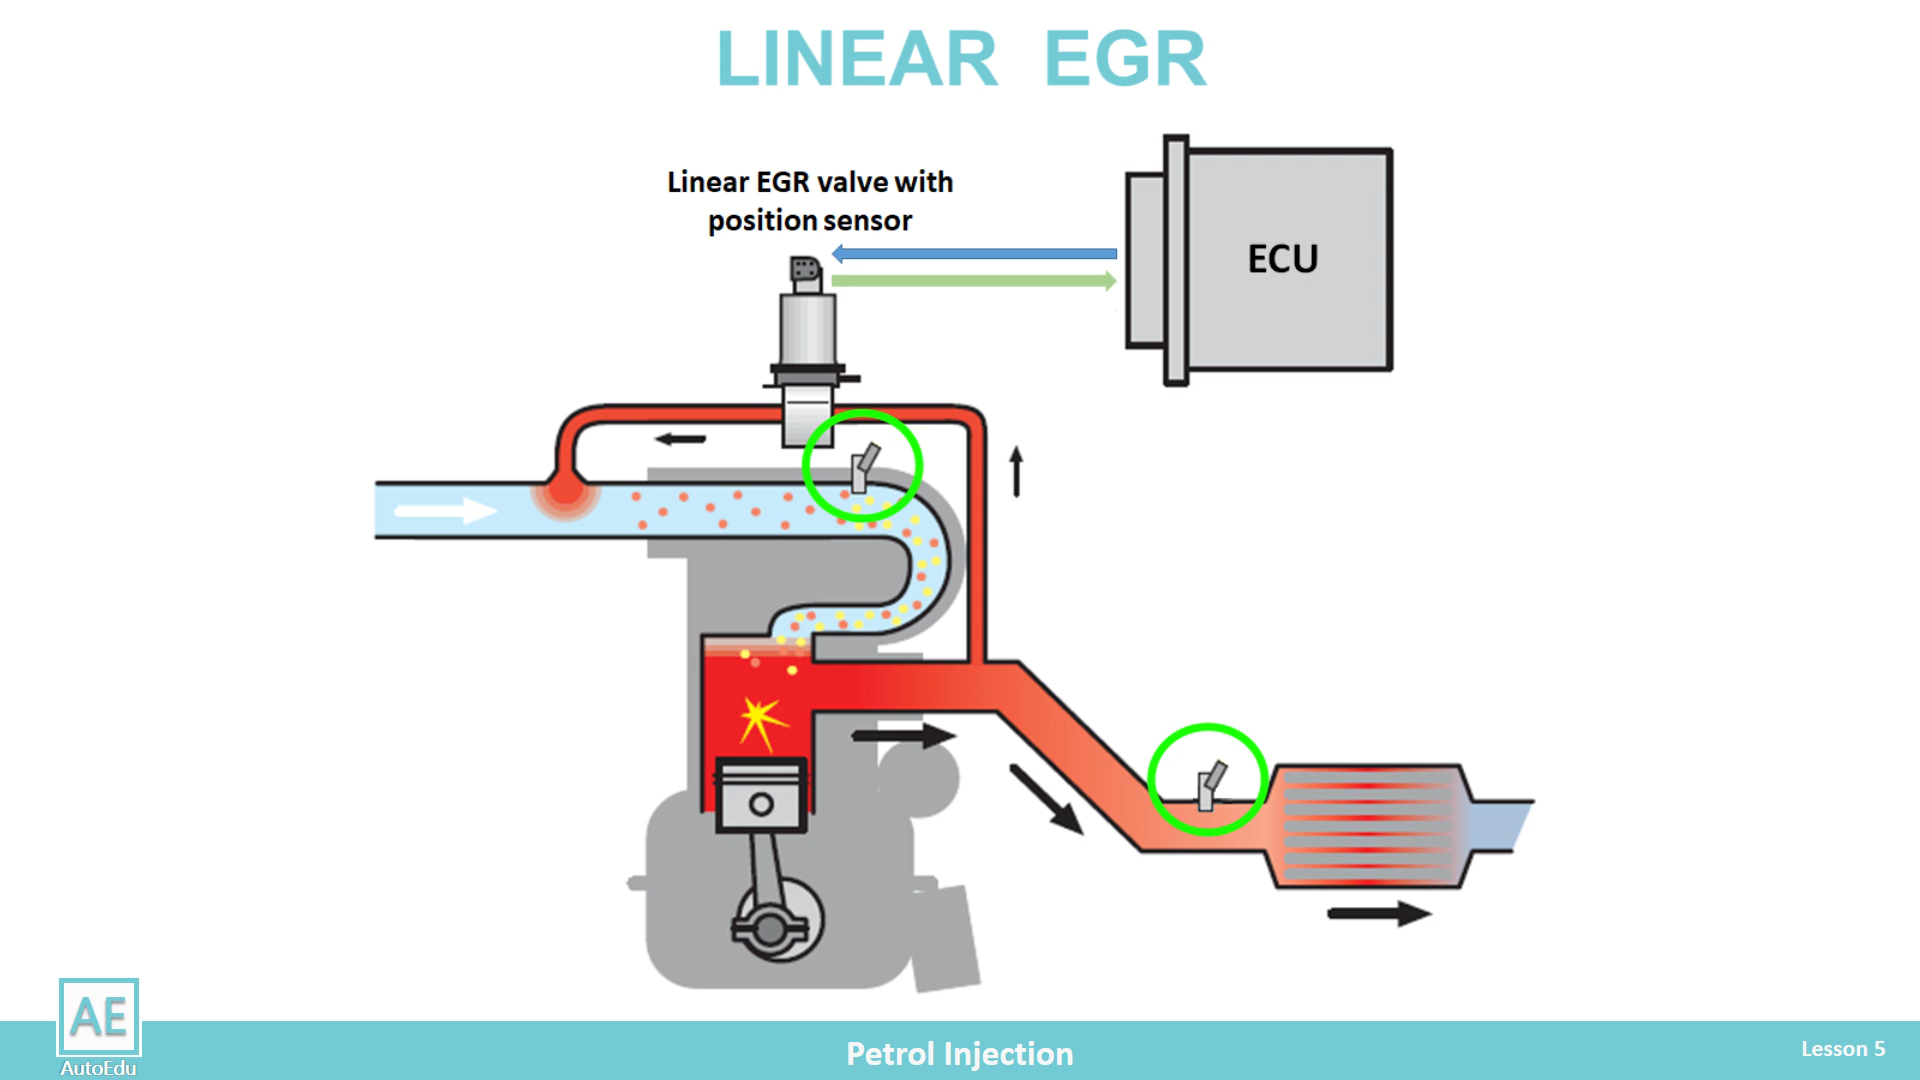 LINEAR EGR
Linear EGR valve with
position sensor
ECU
AE
AutoEdu
Petrol Injection
Lesson 5